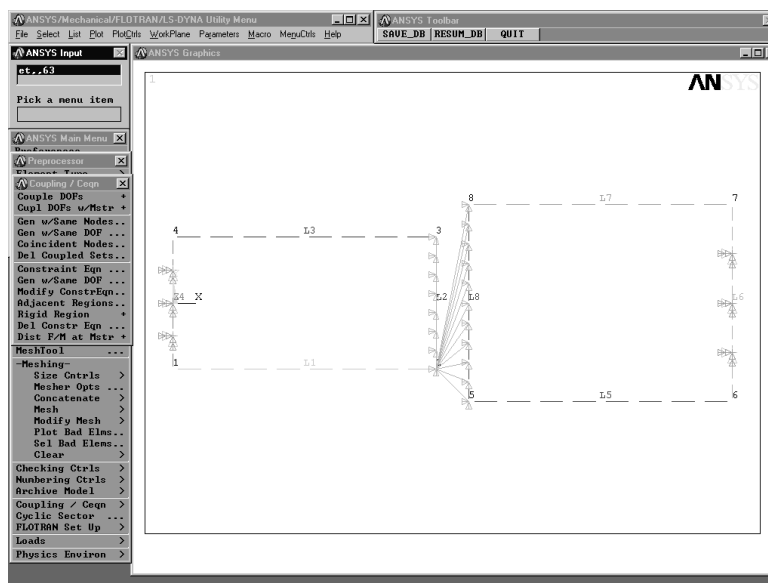 ANSYS/Mechanical/FLOTRAN/LS-DYNA Utility Menu
File Select List Plot PlotCtrls WorkPlane Parameters Macro MenuCtrls Help
ANSYS Toolbar
SAVE_DB RESUM_DB QUIT
ANSYS Input
et,,63
Pick a menu item
ANSYS Main Menu
Preferences
Preprocessor
Element Type >
Coupling / Ceqn
Couple DOFs +
Cupl DOFs w/Mstr +
Gen w/Same Nodes..
Gen w/Same DOF ...
Coincident Nodes..
Del Coupled Sets..
Constraint Eqn ...
Gen w/Same DOF ...
Modify ConstrEqn..
Adjacent Regions..
Rigid Region +
Del Constr Eqn ...
Dist F/M at Mstr +
MeshTool ...
-Meshing-
Size Cntrls >
Mesher Opts ...
Concatenate >
Mesh >
Modify Mesh >
Plot Bad Elms..
Sel Bad Elems..
Clear >
Checking Ctrls >
Numbering Ctrls >
Archive Model >
Coupling / Ceqn >
Cyclic Sector ...
FLOTRAN Set Up >
Loads >
Physics Environ >
ANSYS Graphics
1
ANSYS
8 L7 7
4 L3 3
X L2 L8 L6
1 L1
5 L5 6